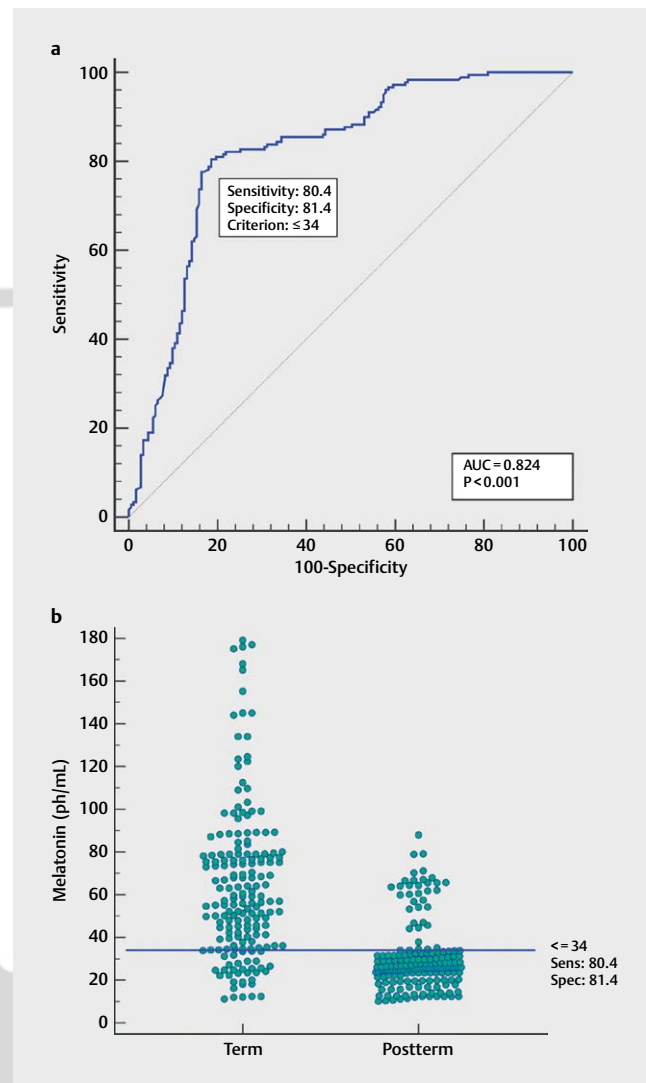 a
100
80
60
40
20
0
Sensitivity
Sensitivity: 80.4
Specificity: 81.4
Criterion: ≤34
AUC=0.824
P<0.001
0 20 40 60 80 100
100-Specificity
b
180
160
140
120
100
80
60
40
20
0
Melatonin (ph/mL)
<=34
Sens: 80.4
Spec: 81.4
Term Postterm